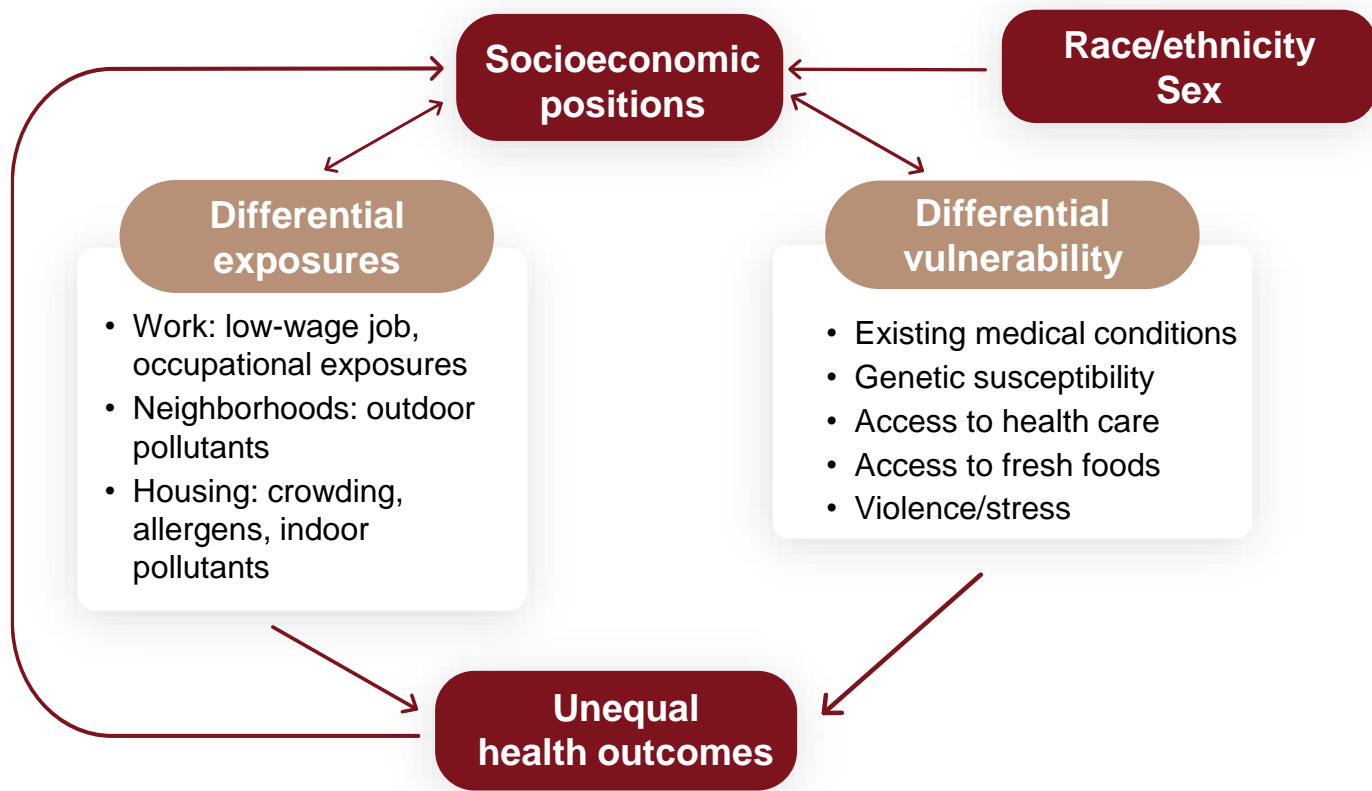 Socioeconomic
positions
Race/ethnicity
Sex
Differential
exposures
• Work: low-wage job,
occupational exposures
• Neighborhoods: outdoor
pollutants
• Housing: crowding,
allergens, indoor
pollutants
Differential
vulnerability
• Existing medical conditions
• Genetic susceptibility
• Access to health care
• Access to fresh foods
• Violence/stress
Unequal
health outcomes